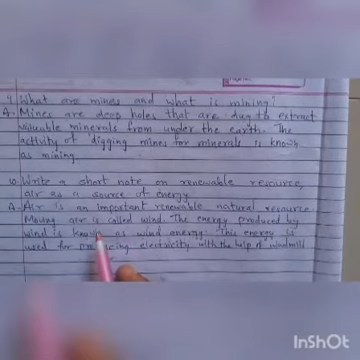 9. What are mines and what is mining?
A. Mines are deep holes that are dug to extract
valueable minerals from under the earth. The
activity of digging mines for minerals is known
as mining.
Write a short note on renewable resource,
air as a source of energy.
A. Air is an important renewable natural resource.
Moving air is called wind. The energy produced by
wind is known as wind energy. This energy is
used for producing electricity with the help of windmill
INSHOT